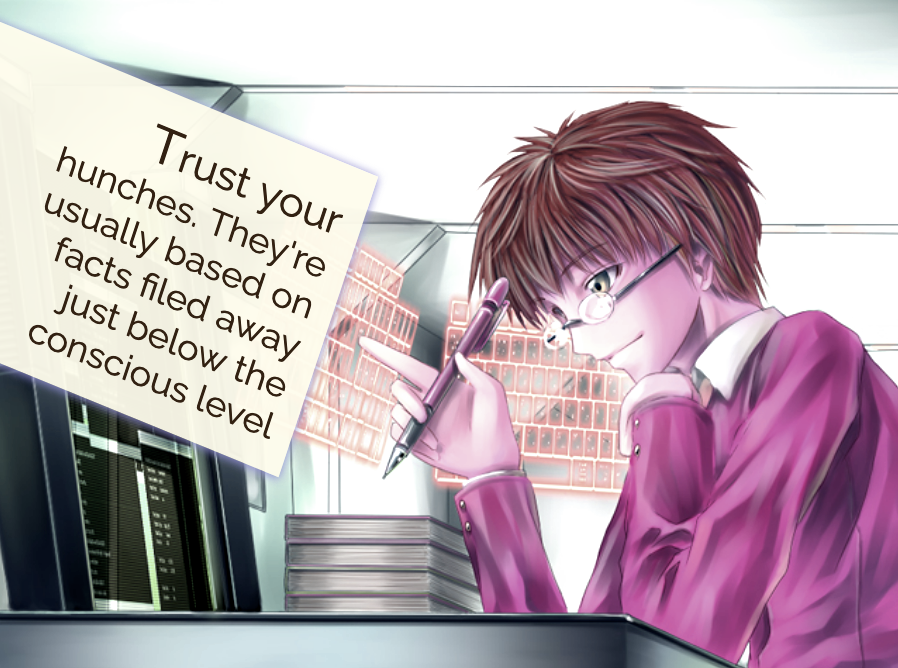 Trust your
hunches. They're
usually based on
facts filed away
just below the
conscious level